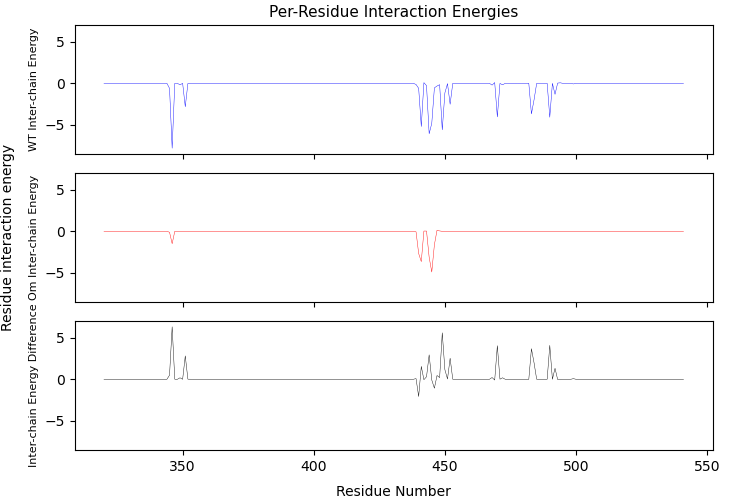 Per-Residue Interaction Energies
Residue interaction energy
WT Inter-chain Energy
5
0
−5
Om Inter-chain Energy
5
0
−5
Inter-chain Energy Difference
5
0
−5
350
400
450
500
550
Residue Number